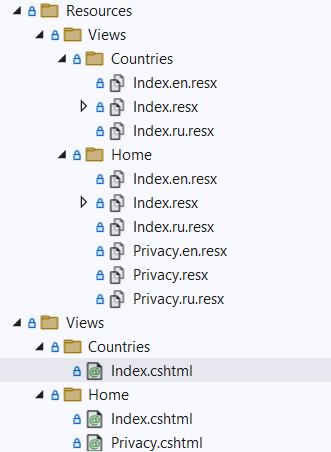 Resources
Views
Countries
Index.en.resx
Index.resx
Index.ru.resx
Home
Index.en.resx
Index.resx
Index.ru.resx
Privacy.en.resx
Privacy.resx
Privacy.ru.resx
Views
Countries
Index.cshtml
Home
Index.cshtml
Privacy.cshtml